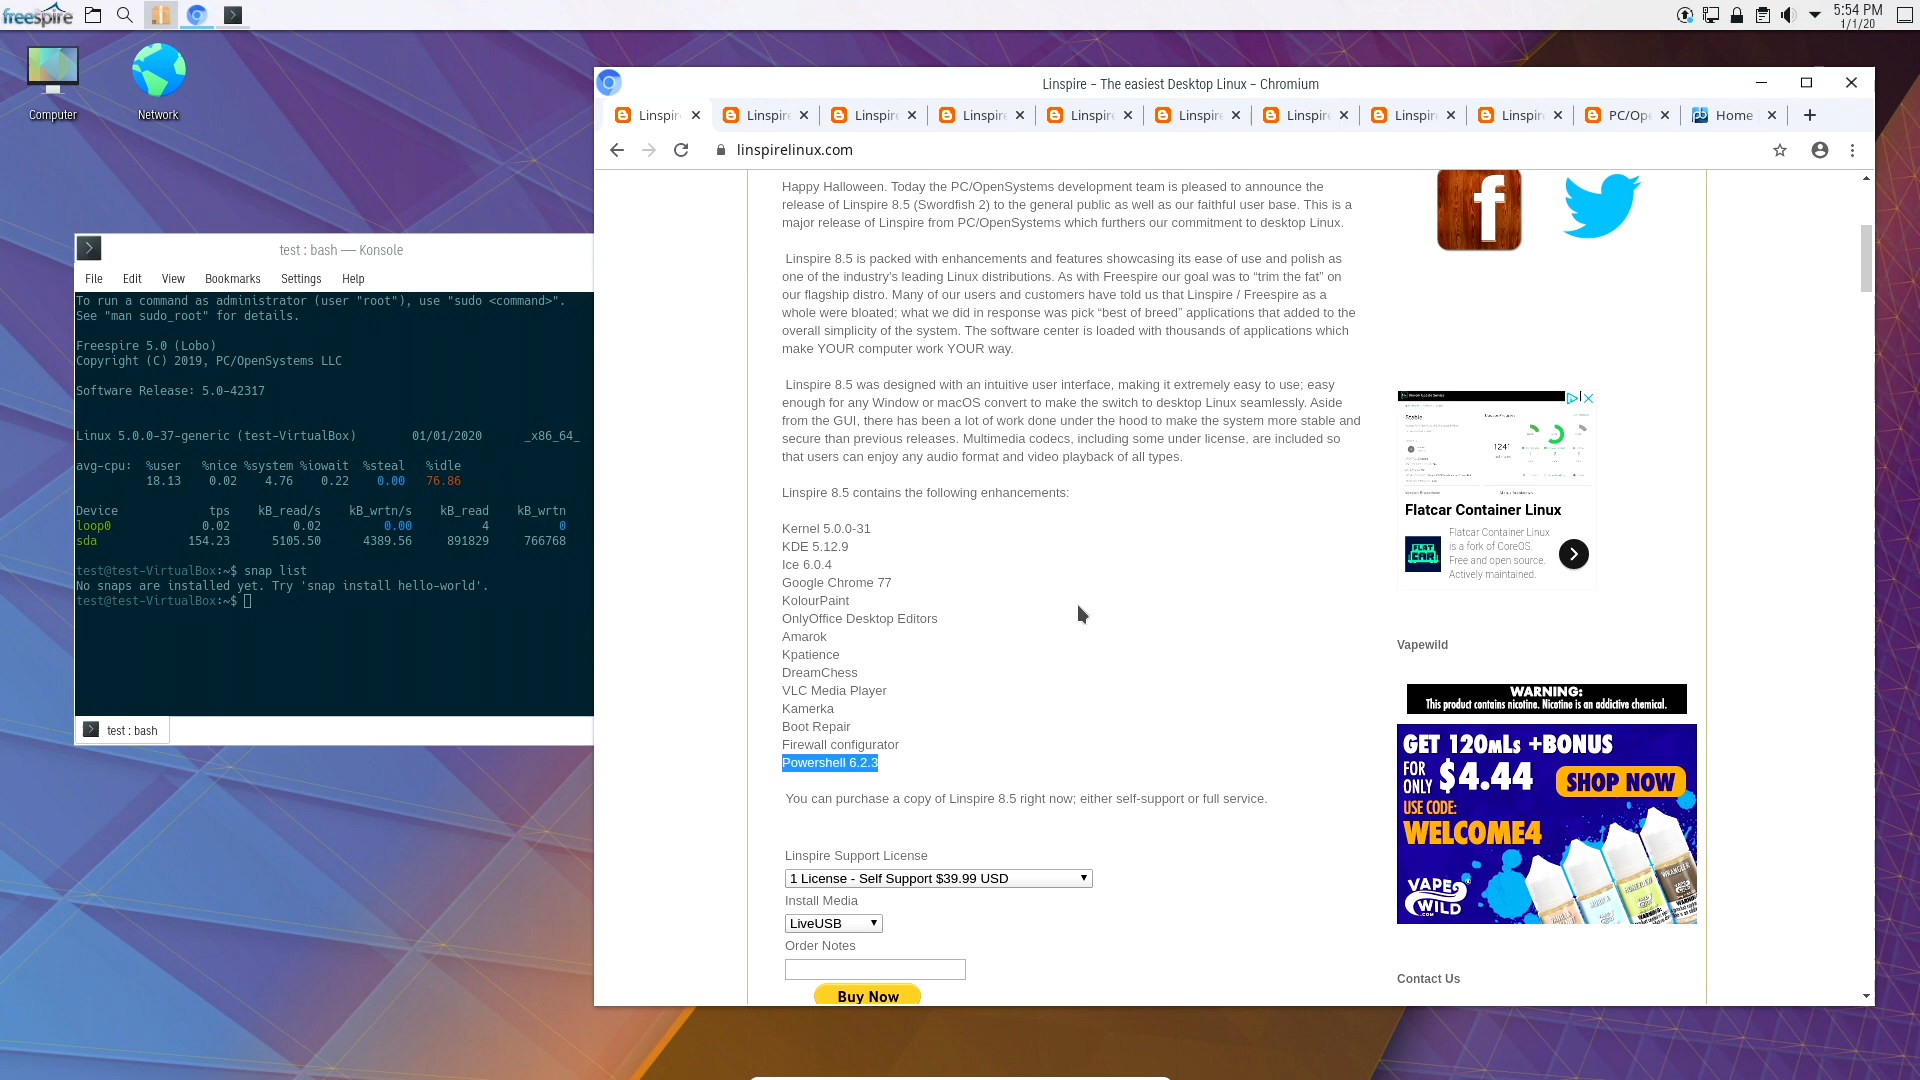 freespire
5:54 PM
1/1/20
Computer
Network
test : bash — Konsole
File Edit View Bookmarks Settings Help
To run a command as administrator (user "root"), use "sudo <command>".
See "man sudo_root" for details.
Freespire 5.0 (Lobo)
Copyright (C) 2019, PC/OpenSystems LLC
Software Release: 5.0-42317
Linux 5.0.0-37-generic (test-VirtualBox) 01/01/2020 _x86_64_
avg-cpu: %user %nice %system %iowait %steal %idle
18.13 0.02 4.76 0.22 0.00 76.86
Device tps kB_read/s kB_wrtn/s kB_read kB_wrtn
loop0 0.02 0.02 0.00 4 0
sda 154.23 5105.50 4389.56 891829 766768
test@test-VirtualBox:~$ snap list
No snaps are installed yet. Try 'snap install hello-world'.
test@test-VirtualBox:~$
test : bash
Linspire – The easiest Desktop Linux – Chromium
Linspire Linspire Linspire Linspire Linspire Linspire Linspire Linspire Linspire PC/Ope Home
linspirelinux.com
Happy Halloween. Today the PC/OpenSystems development team is pleased to announce the
release of Linspire 8.5 (Swordfish 2) to the general public as well as our faithful user base. This is a
major release of Linspire from PC/OpenSystems which furthers our commitment to desktop Linux.
Linspire 8.5 is packed with enhancements and features showcasing its ease of use and polish as
one of the industry's leading Linux distributions. As with Freespire our goal was to “trim the fat” on
our flagship distro. Many of our users and customers have told us that Linspire / Freespire as a
whole were bloated; what we did in response was pick “best of breed” applications that added to the
overall simplicity of the system. The software center is loaded with thousands of applications which
make YOUR computer work YOUR way.
Linspire 8.5 was designed with an intuitive user interface, making it extremely easy to use; easy
enough for any Window or macOS convert to make the switch to desktop Linux seamlessly. Aside
from the GUI, there has been a lot of work done under the hood to make the system more stable and
secure than previous releases. Multimedia codecs, including some under license, are included so
that users can enjoy any audio format and video playback of all types.
Linspire 8.5 contains the following enhancements:
Kernel 5.0.0-31
KDE 5.12.9
Ice 6.0.4
Google Chrome 77
KolourPaint
OnlyOffice Desktop Editors
Amarok
Kpatience
DreamChess
VLC Media Player
Kamerka
Boot Repair
Firewall configurator
Powershell 6.2.3
You can purchase a copy of Linspire 8.5 right now; either self-support or full service.
Linspire Support License
1 License - Self Support $39.99 USD
Install Media
LiveUSB
Order Notes
Buy Now
Stable
1241
Flatcar Container Linux
FLAT
CAR
Flatcar Container Linux
is a fork of CoreOS.
Free and open source.
Actively maintained.
Vapewild
WARNING:
This product contains nicotine. Nicotine is an addictive chemical.
GET 120mLs +BONUS
FOR
ONLY $4.44 SHOP NOW
USE CODE:
WELCOME4
VAPE
WILD
.COM
Contact Us